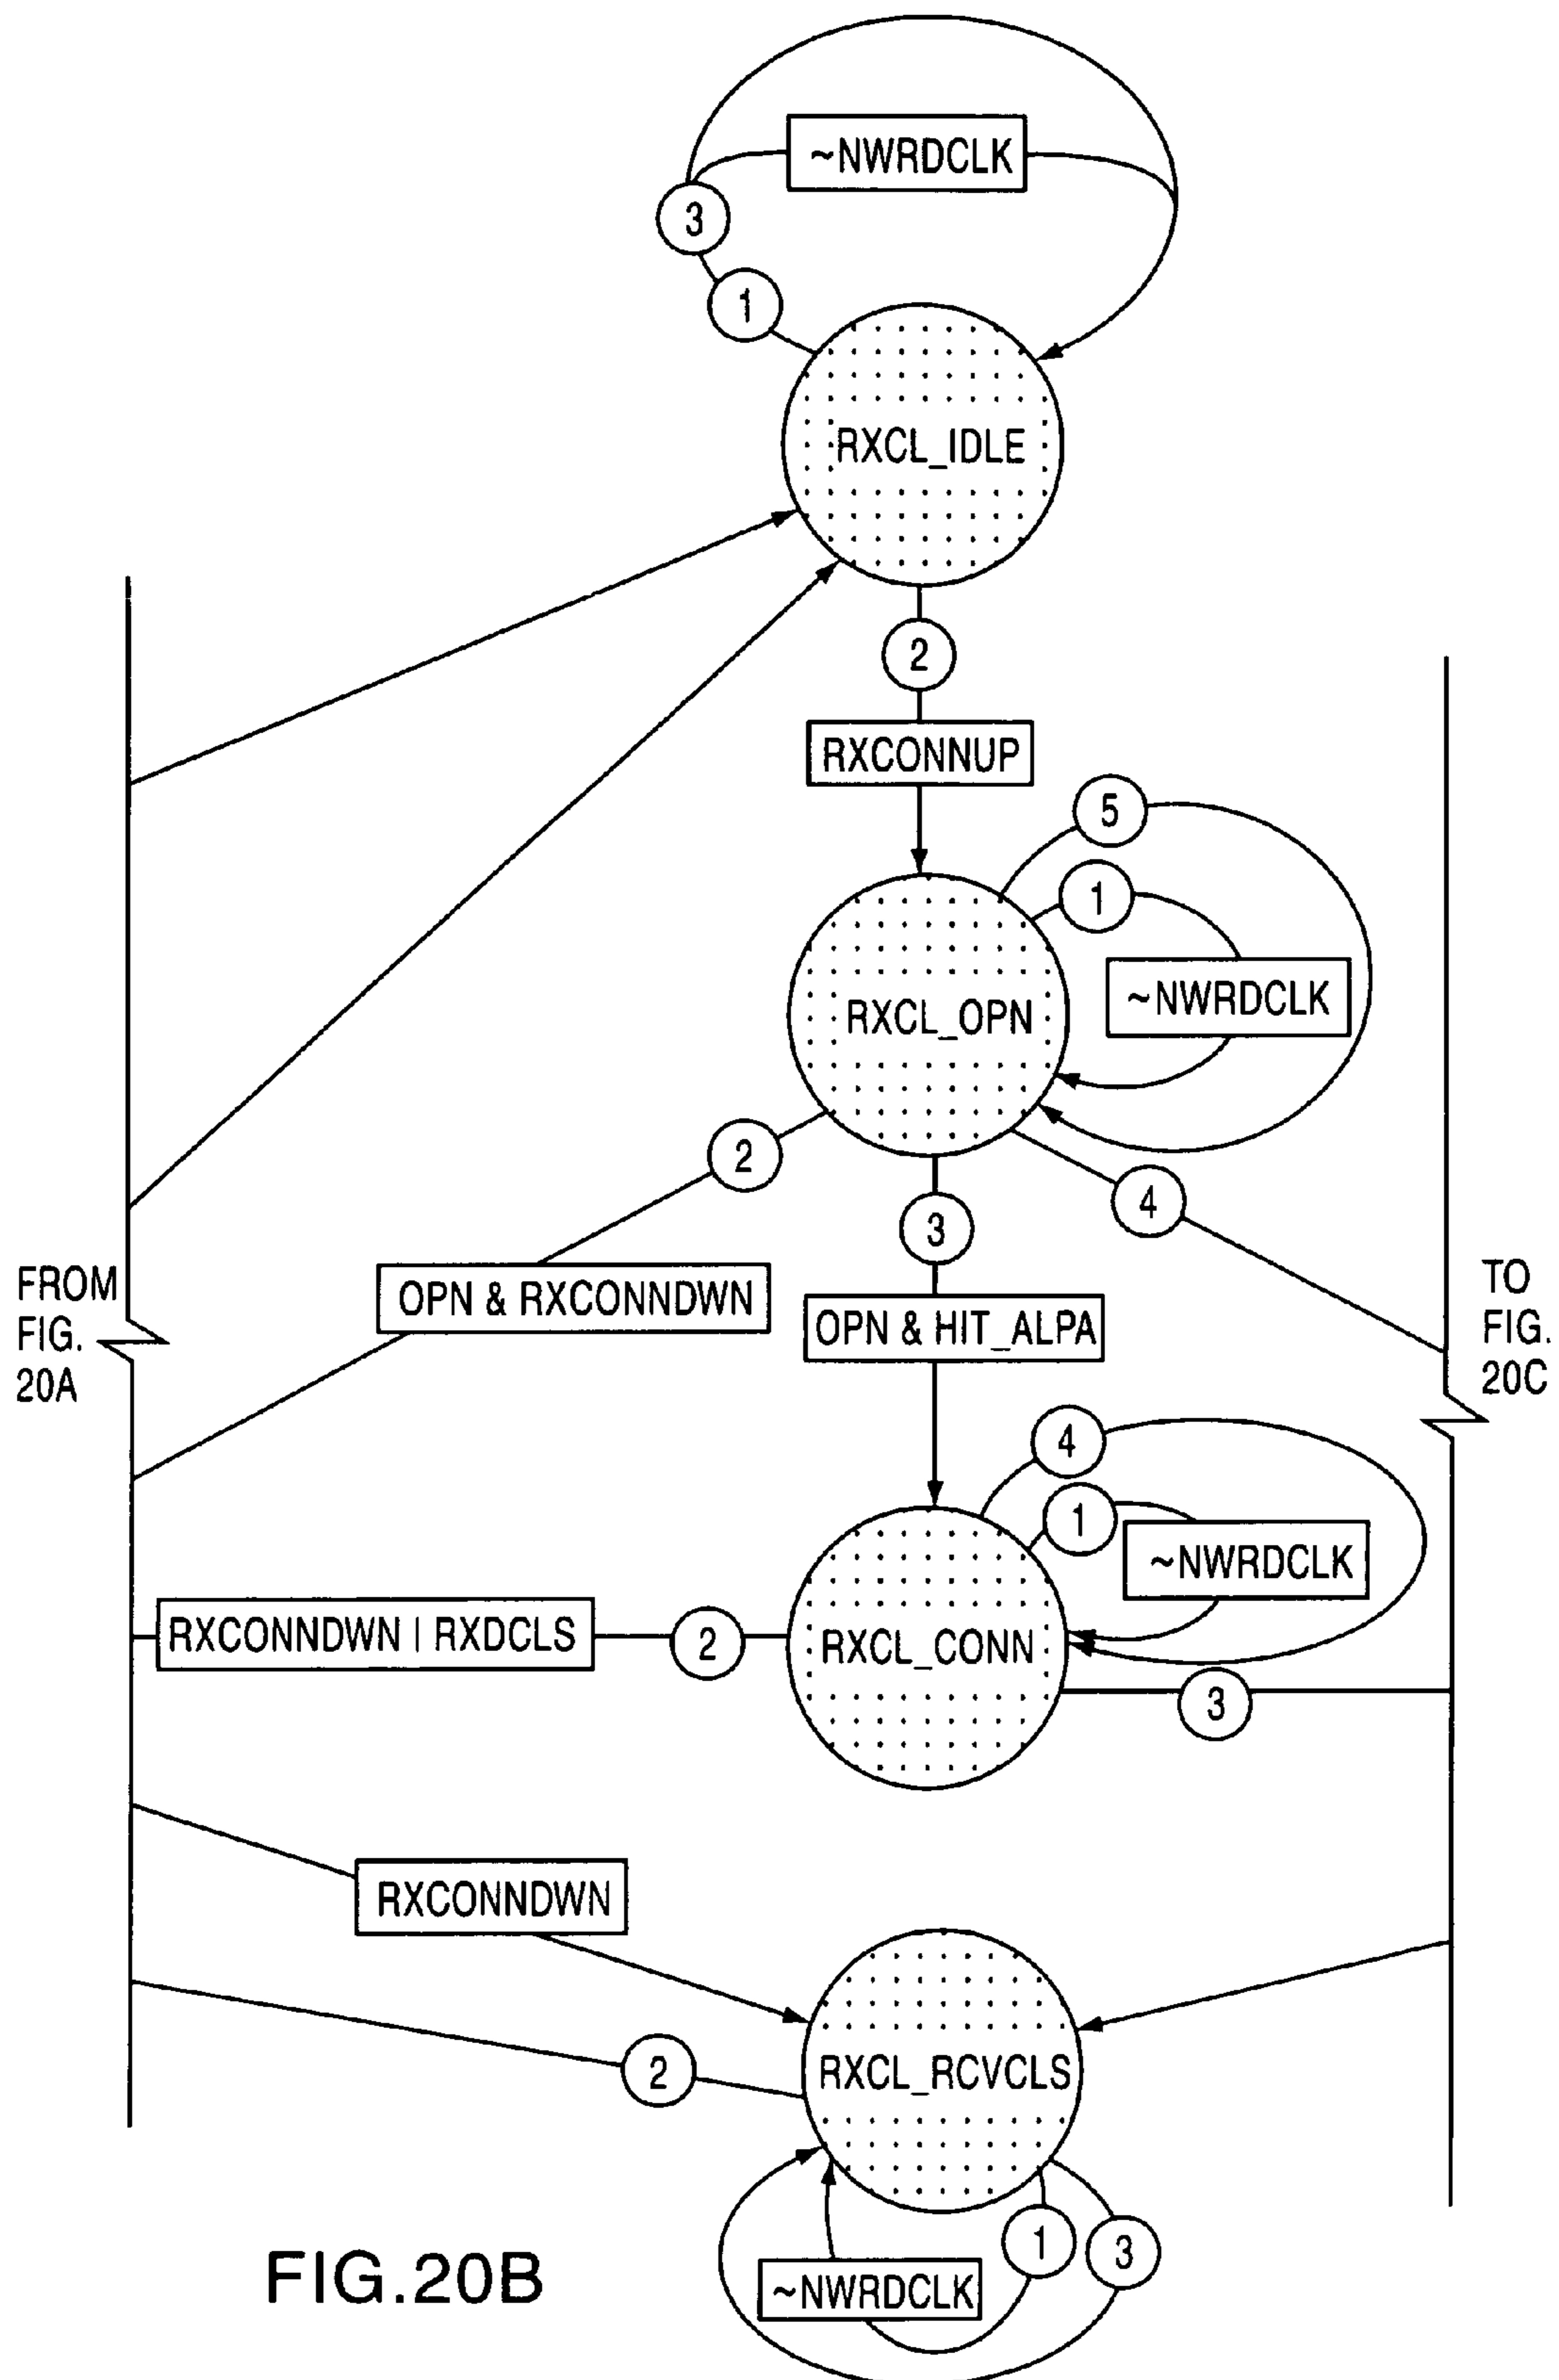 ~NWRDCLK
3
1
RXCL_IDLE
2
RXCONNUP
5
1
~NWRDCLK
RXCL_OPN
2
4
3
OPN & RXCONNDWN
OPN & HIT_ALPA
FROM
FIG.
20A
TO
FIG.
20C
4
1
~NWRDCLK
RXCONNDWN | RXDCLS
2
RXCL_CONN
3
RXCONNDWN
RXCL_RCVCLS
2
1
3
~NWRDCLK
FIG.20B